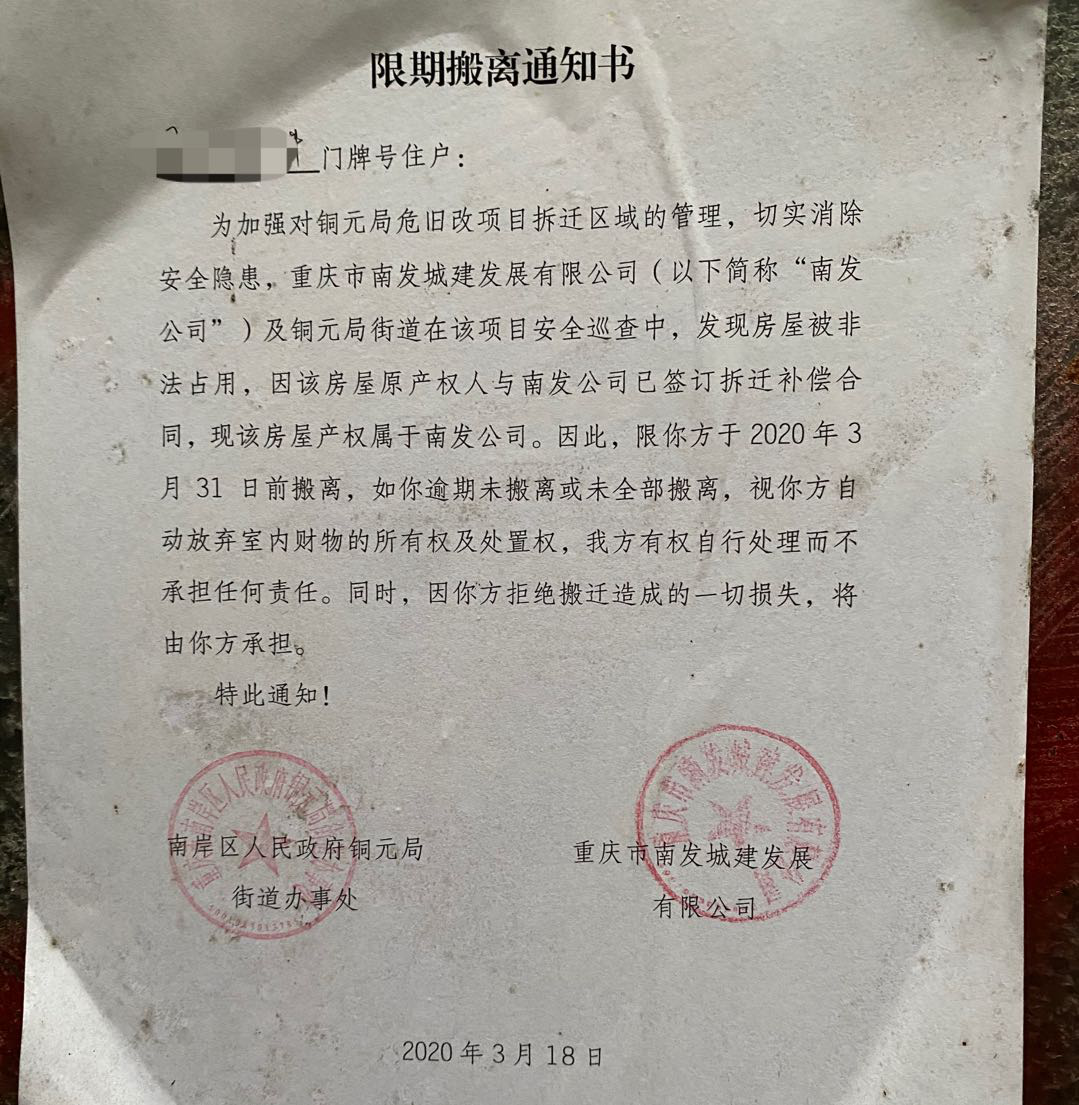 限期搬离通知书
门牌号住户：
为加强对铜元局危旧改项目拆迁区域的管理，切实消除
安全隐患，重庆市南发城建发展有限公司（以下简称“南发
公司”）及铜元局街道在该项目安全巡查中，发现房屋被非
法占用，因该房屋原产权人与南发公司已签订拆迁补偿合
同，现该房屋产权属于南发公司。因此，限你方于 2020 年 3
月 31 日前搬离，如你逾期未搬离或未全部搬离，视你方自
动放弃室内财物的所有权及处置权，我方有权自行处理而不
承担任何责任。同时，因你方拒绝搬迁造成的一切损失，将
由你方承担。
特此通知！
南岸区人民政府铜元局
街道办事处
重庆市南发城建发展
有限公司
2020 年 3 月 18 日